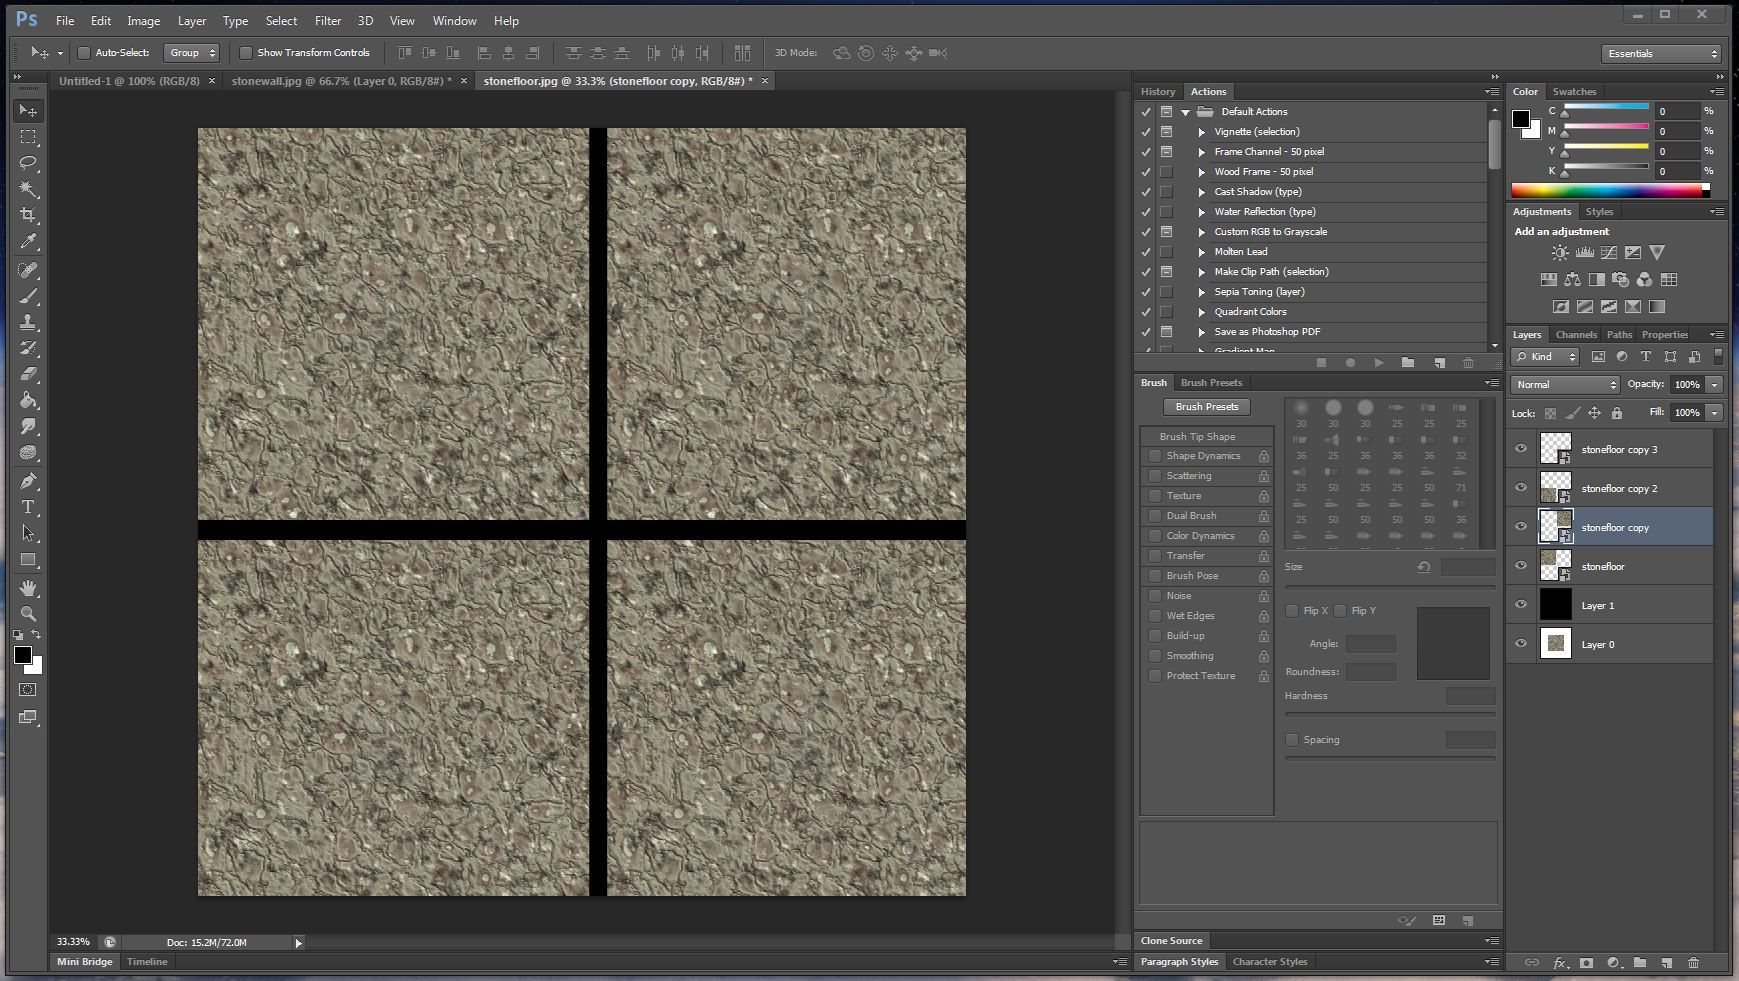 Ps File Edit Image Layer Type Select Filter 3D View Window Help
Auto-Select: Group Show Transform Controls 3D Mode: Essentials
Untitled-1 @ 100% (RGB/8) × stonewall.jpg @ 66.7% (Layer 0, RGB/8#) * × stonefloor.jpg @ 33.3% (stonefloor copy, RGB/8#) * ×
History Actions
Default Actions
Vignette (selection)
Frame Channel - 50 pixel
Wood Frame - 50 pixel
Cast Shadow (type)
Water Reflection (type)
Custom RGB to Grayscale
Molten Lead
Make Clip Path (selection)
Sepia Toning (layer)
Quadrant Colors
Save as Photoshop PDF
Gradient Map
Brush Brush Presets
Brush Presets
Brush Tip Shape
Shape Dynamics
Scattering
Texture
Dual Brush
Color Dynamics
Transfer
Brush Pose
Noise
Wet Edges
Build-up
Smoothing
Protect Texture
30 30 30 25 25 25
36 25 36 36 36 32
25 50 25 25 50 71
25 50 50 50 50 36
Size
Flip X Flip Y
Angle:
Roundness:
Hardness
Spacing
Clone Source
Paragraph Styles Character Styles
Color Swatches
C 0 %
M 0 %
Y 0 %
K 0 %
Adjustments Styles
Add an adjustment
Layers Channels Paths Properties
Kind
Normal Opacity: 100%
Lock: Fill: 100%
stonefloor copy 3
stonefloor copy 2
stonefloor copy
stonefloor
Layer 1
Layer 0
33.33% Doc: 15.2M/72.0M
Mini Bridge Timeline